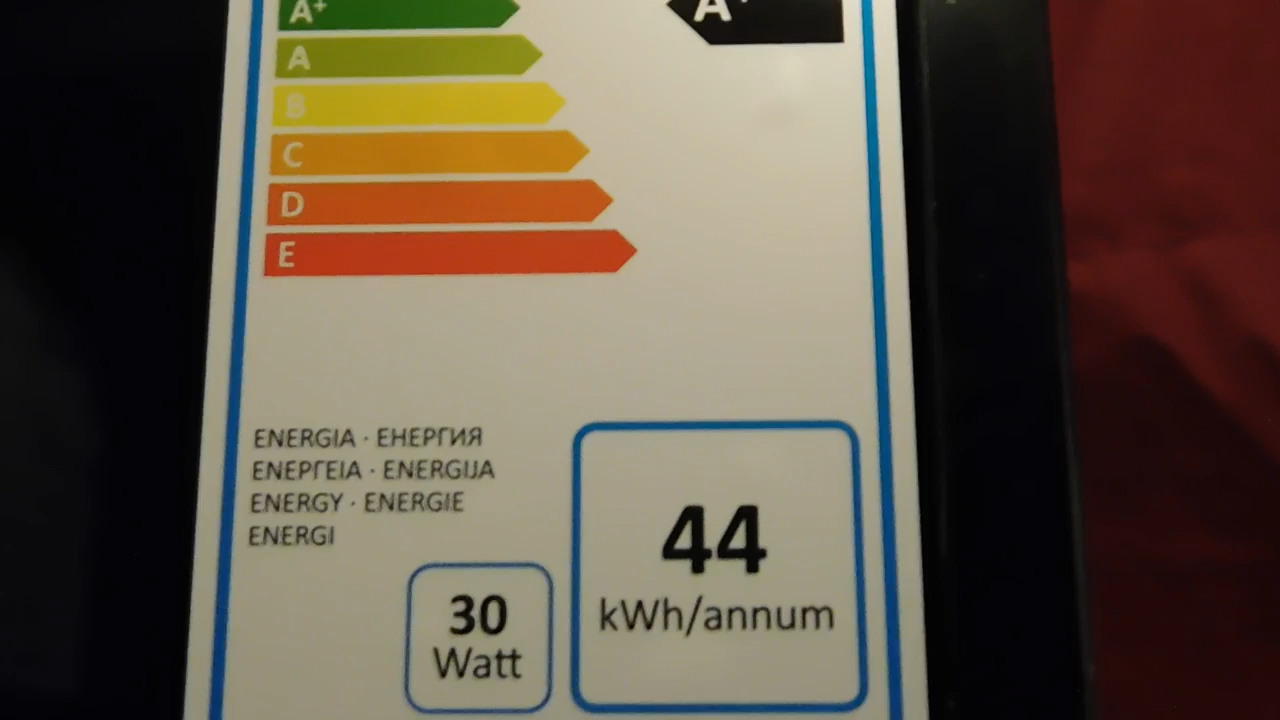 A+
A+
A
B
C
D
E
ENERGIA · ЕНЕРГИЯ
ΕΝΕΡΓΕΙΑ · ENERGIJA
ENERGY · ENERGIE
ENERGI
30
Watt
44
kWh/annum